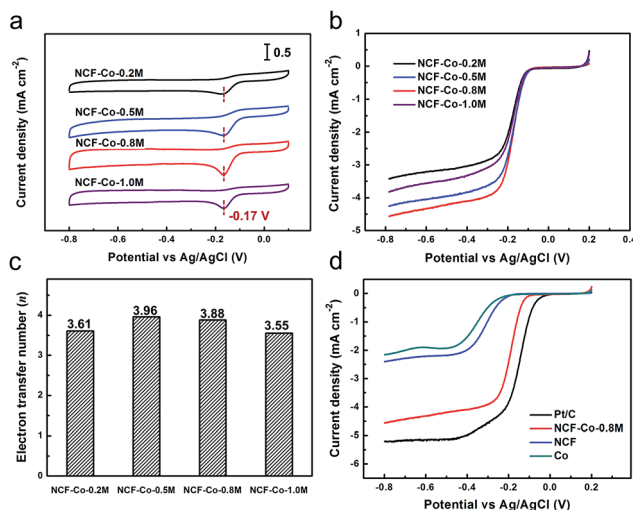 a
Current density (mA cm⁻²)
0.5
NCF-Co-0.2M
NCF-Co-0.5M
NCF-Co-0.8M
NCF-Co-1.0M
-0.17 V
-0.8 -0.6 -0.4 -0.2 0.0
Potential vs Ag/AgCl (V)
b
Current density (mA cm⁻²)
1
0
-1
-2
-3
-4
-5
NCF-Co-0.2M
NCF-Co-0.5M
NCF-Co-0.8M
NCF-Co-1.0M
-0.8 -0.6 -0.4 -0.2 0.0 0.2
Potential vs Ag/AgCl (V)
c
Electron transfer number (n)
5
4
3
2
1
0
3.61 3.96 3.88 3.55
NCF-Co-0.2M NCF-Co-0.5M NCF-Co-0.8M NCF-Co-1.0M
d
Current density (mA cm⁻²)
1
0
-1
-2
-3
-4
-5
-6
Pt/C
NCF-Co-0.8M
NCF
Co
-0.8 -0.6 -0.4 -0.2 0.0 0.2
Potential vs Ag/AgCl (V)